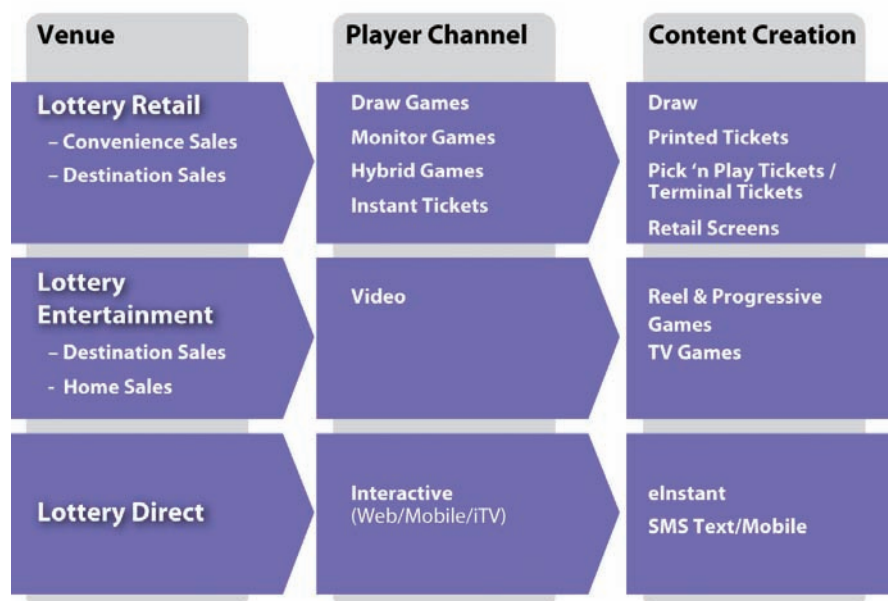 Venue
Player Channel
Content Creation
Lottery Retail
– Convenience Sales
– Destination Sales
Draw Games
Monitor Games
Hybrid Games
Instant Tickets
Draw
Printed Tickets
Pick ‘n Play Tickets /
Terminal Tickets
Retail Screens
Lottery
Entertainment
– Destination Sales
- Home Sales
Video
Reel & Progressive
Games
TV Games
Lottery Direct
Interactive
(Web/Mobile/iTV)
eInstant
SMS Text/Mobile